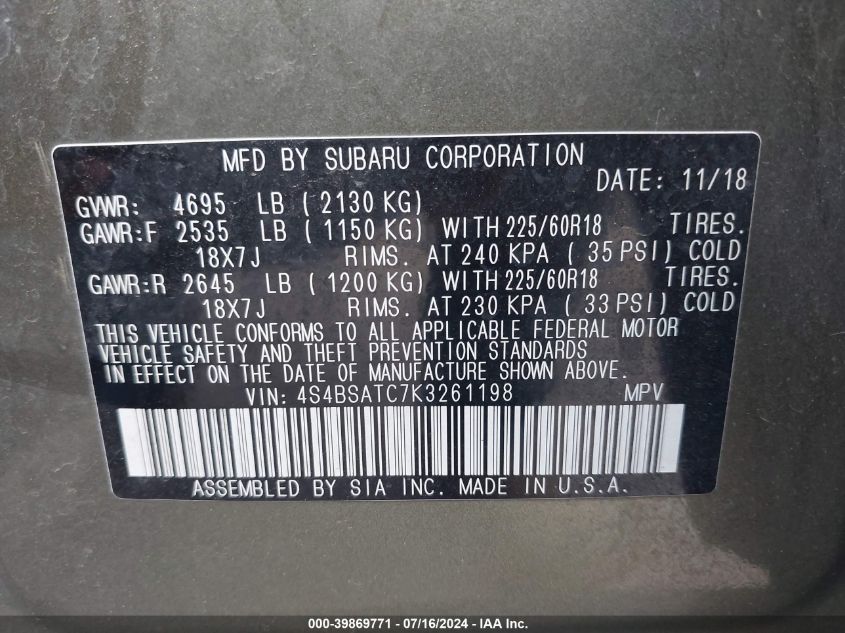 MFD BY SUBARU CORPORATION
DATE: 11/18
GVWR: 4695 LB ( 2130 KG)
GAWR:F 2535 LB ( 1150 KG) WITH 225/60R18 TIRES.
18X7J RIMS. AT 240 KPA ( 35 PSI) COLD
GAWR:R 2645 LB ( 1200 KG) WITH 225/60R18 TIRES.
18X7J RIMS. AT 230 KPA ( 33 PSI) COLD
THIS VEHICLE CONFORMS TO ALL APPLICABLE FEDERAL MOTOR
VEHICLE SAFETY AND THEFT PREVENTION STANDARDS
IN EFFECT ON THE DATE OF MANUFACTURE SHOWN ABOVE.
VIN: 4S4BSATC7K3261198 MPV
ASSEMBLED BY SIA INC. MADE IN U.S.A.
000-39869771 - 07/16/2024 - IAA Inc.